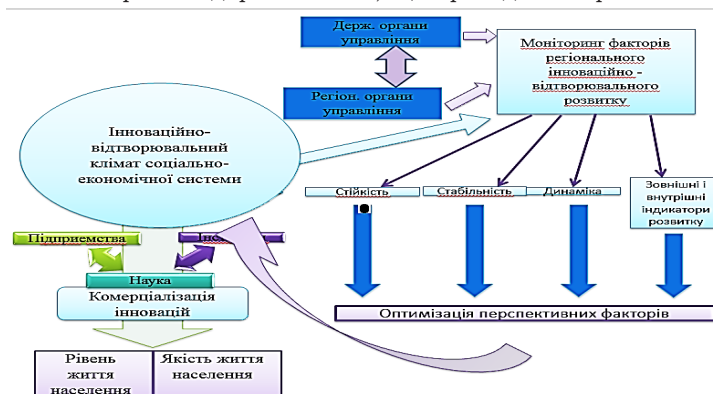 Держ. органи
управління
Регіон. органи
управління
Моніторинг факторів
регіонального
інноваційно -
відтворювального
розвитку
Інноваційно-
відтворювальний
клімат соціально-
економічної системи
Стійкість
Стабільність
Динаміка
Зовнішні і
внутрішні
індикатори
розвитку
Підприємства
Наука
Комерціалізація
інновацій
Оптимізація перспективних факторів
Рівень
життя
населення
Якість життя
населення